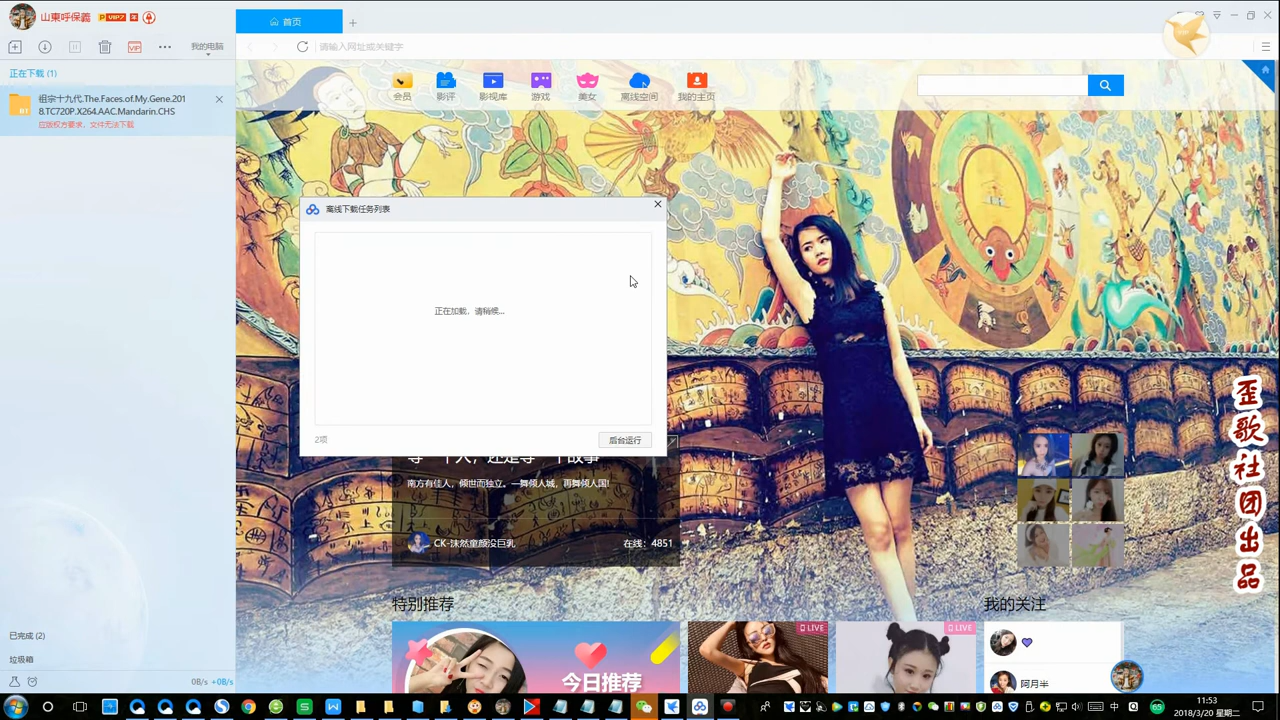 山東呼保義
VIP7
年
首页
我的电脑
请输入网址或关键字
VIP
正在下载 (1)
祖宗十九代.The.Faces.of.My.Gene.201
8.TC720P.X264.AAC.Mandarin.CHS
应版权方要求，文件无法下载
BT
会员
影评
影视库
游戏
美女
离线空间
我的主页
离线下载任务列表
正在加载，请稍候...
2项
后台运行
南方有佳人，倾世而独立。一舞倾人城，再舞倾人国!
CK-沫然童颜没巨乳
在线：4851
歪歌社团出品
特别推荐
我的关注
LIVE
LIVE
今日推荐
阿月半
已完成 (2)
垃圾箱
0B/s
+0B/s
中
65
11:53
2018/3/20 星期二